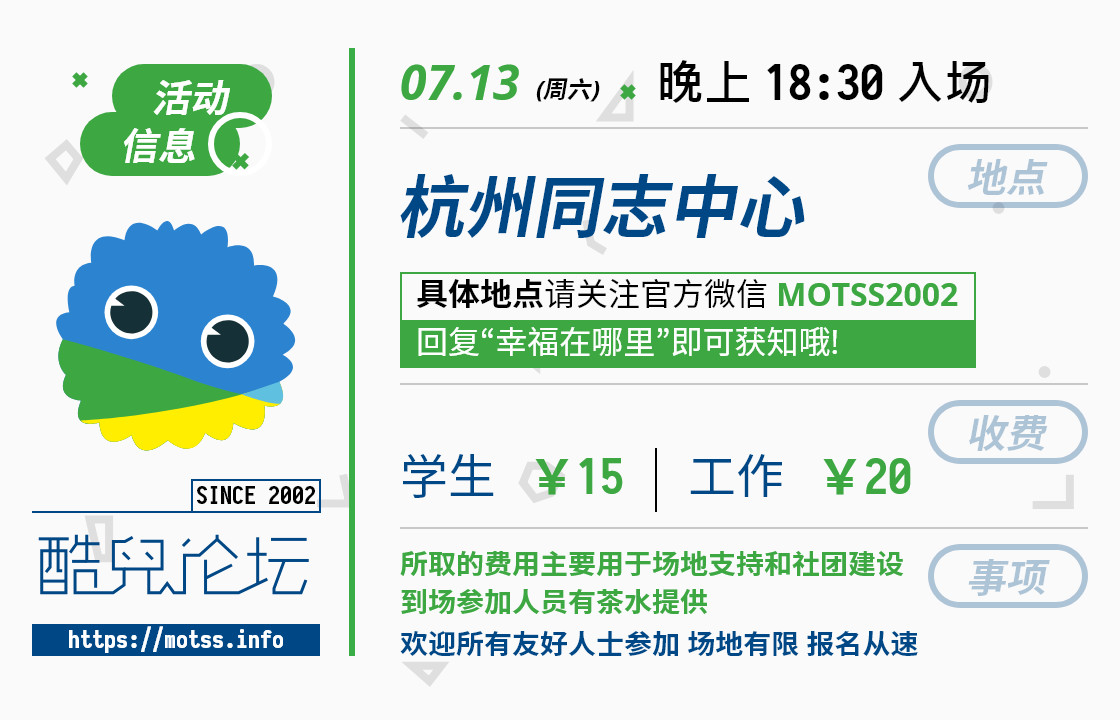 活动
信息
SINCE 2002
酷兒论坛
https://motss.info
07.13 (周六) 晚上 18:30 入场
地点
杭州同志中心
具体地点请关注官方微信 MOTSS2002
回复“幸福在哪里”即可获知哦!
收费
学生 ￥15 工作 ￥20
事项
所取的费用主要用于场地支持和社团建设
到场参加人员有茶水提供
欢迎所有友好人士参加 场地有限 报名从速